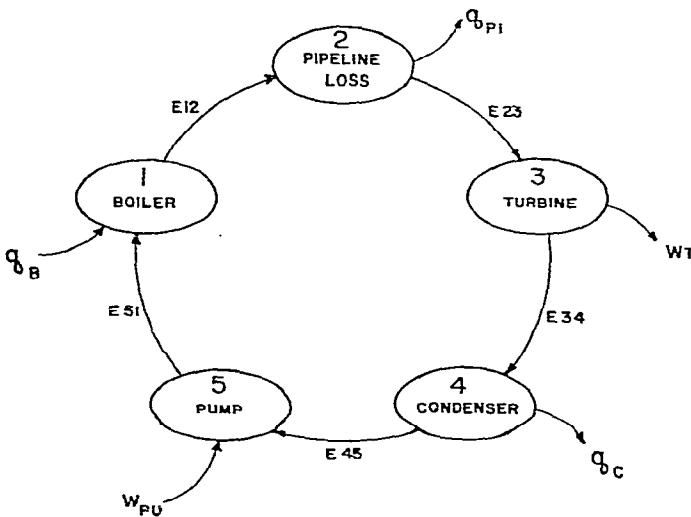 2
PIPELINE
LOSS
qPI
E12
E23
1
BOILER
3
TURBINE
qB
WT
E51
E34
5
PUMP
4
CONDENSER
E45
qC
WPU